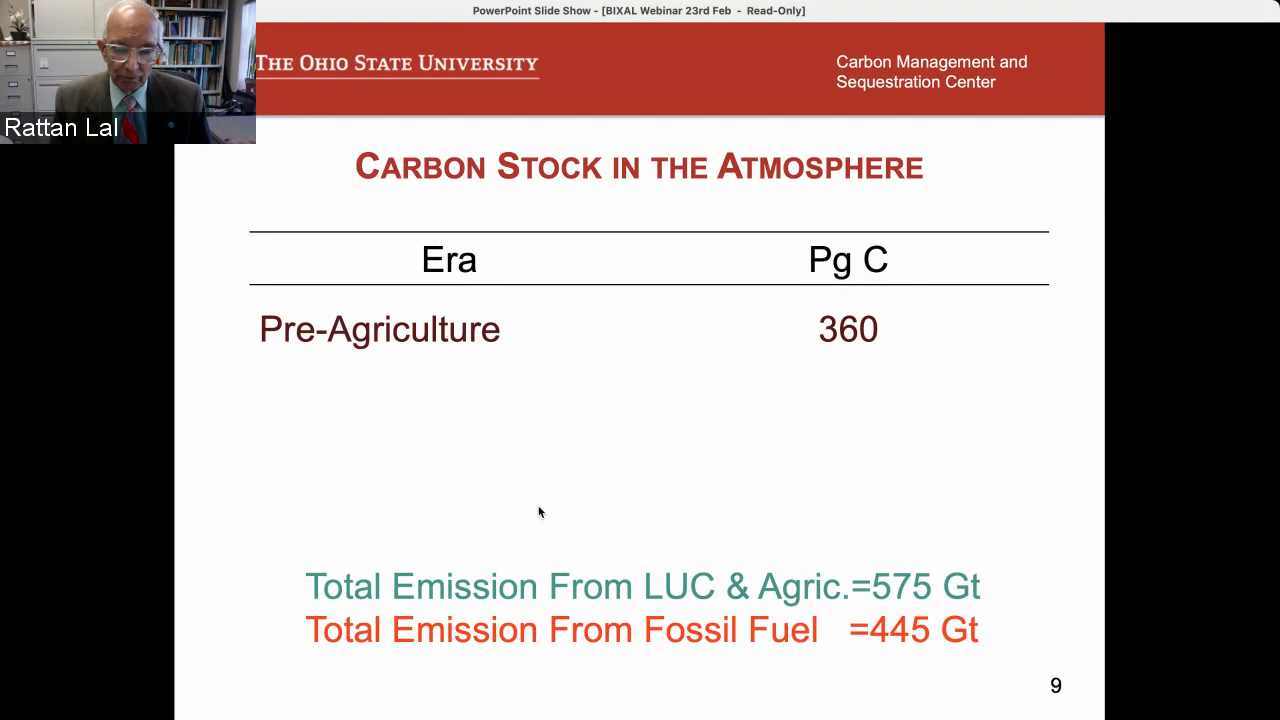 PowerPoint Slide Show - [BIXAL Webinar 23rd Feb - Read-Only]
THE OHIO STATE UNIVERSITY
Carbon Management and
Sequestration Center
Rattan Lal
CARBON STOCK IN THE ATMOSPHERE
Era Pg C
Pre-Agriculture 360
Total Emission From LUC & Agric.=575 Gt
Total Emission From Fossil Fuel =445 Gt
9